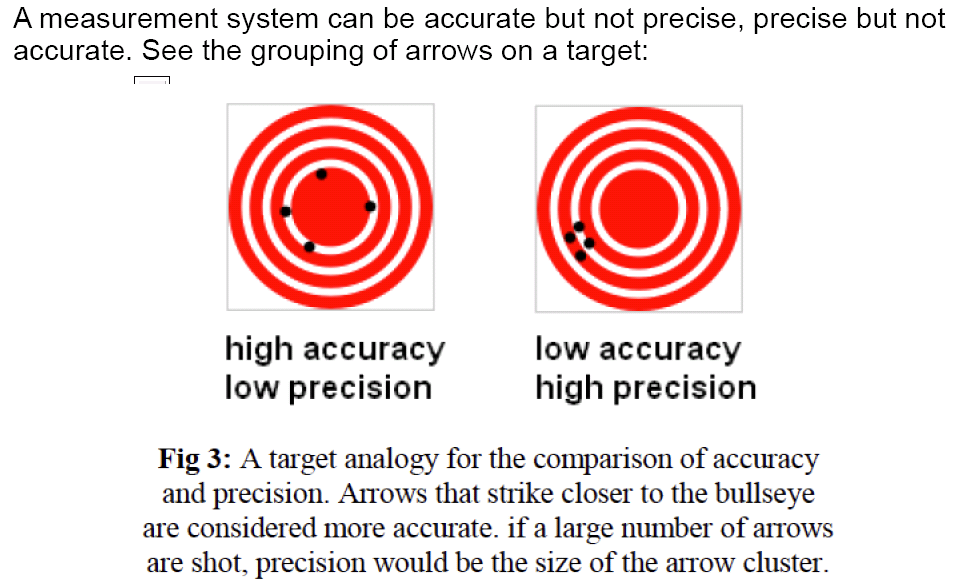 A measurement system can be accurate but not precise, precise but not
accurate. See the grouping of arrows on a target:
high accuracy
low precision
low accuracy
high precision
Fig 3: A target analogy for the comparison of accuracy
and precision. Arrows that strike closer to the bullseye
are considered more accurate. if a large number of arrows
are shot, precision would be the size of the arrow cluster.